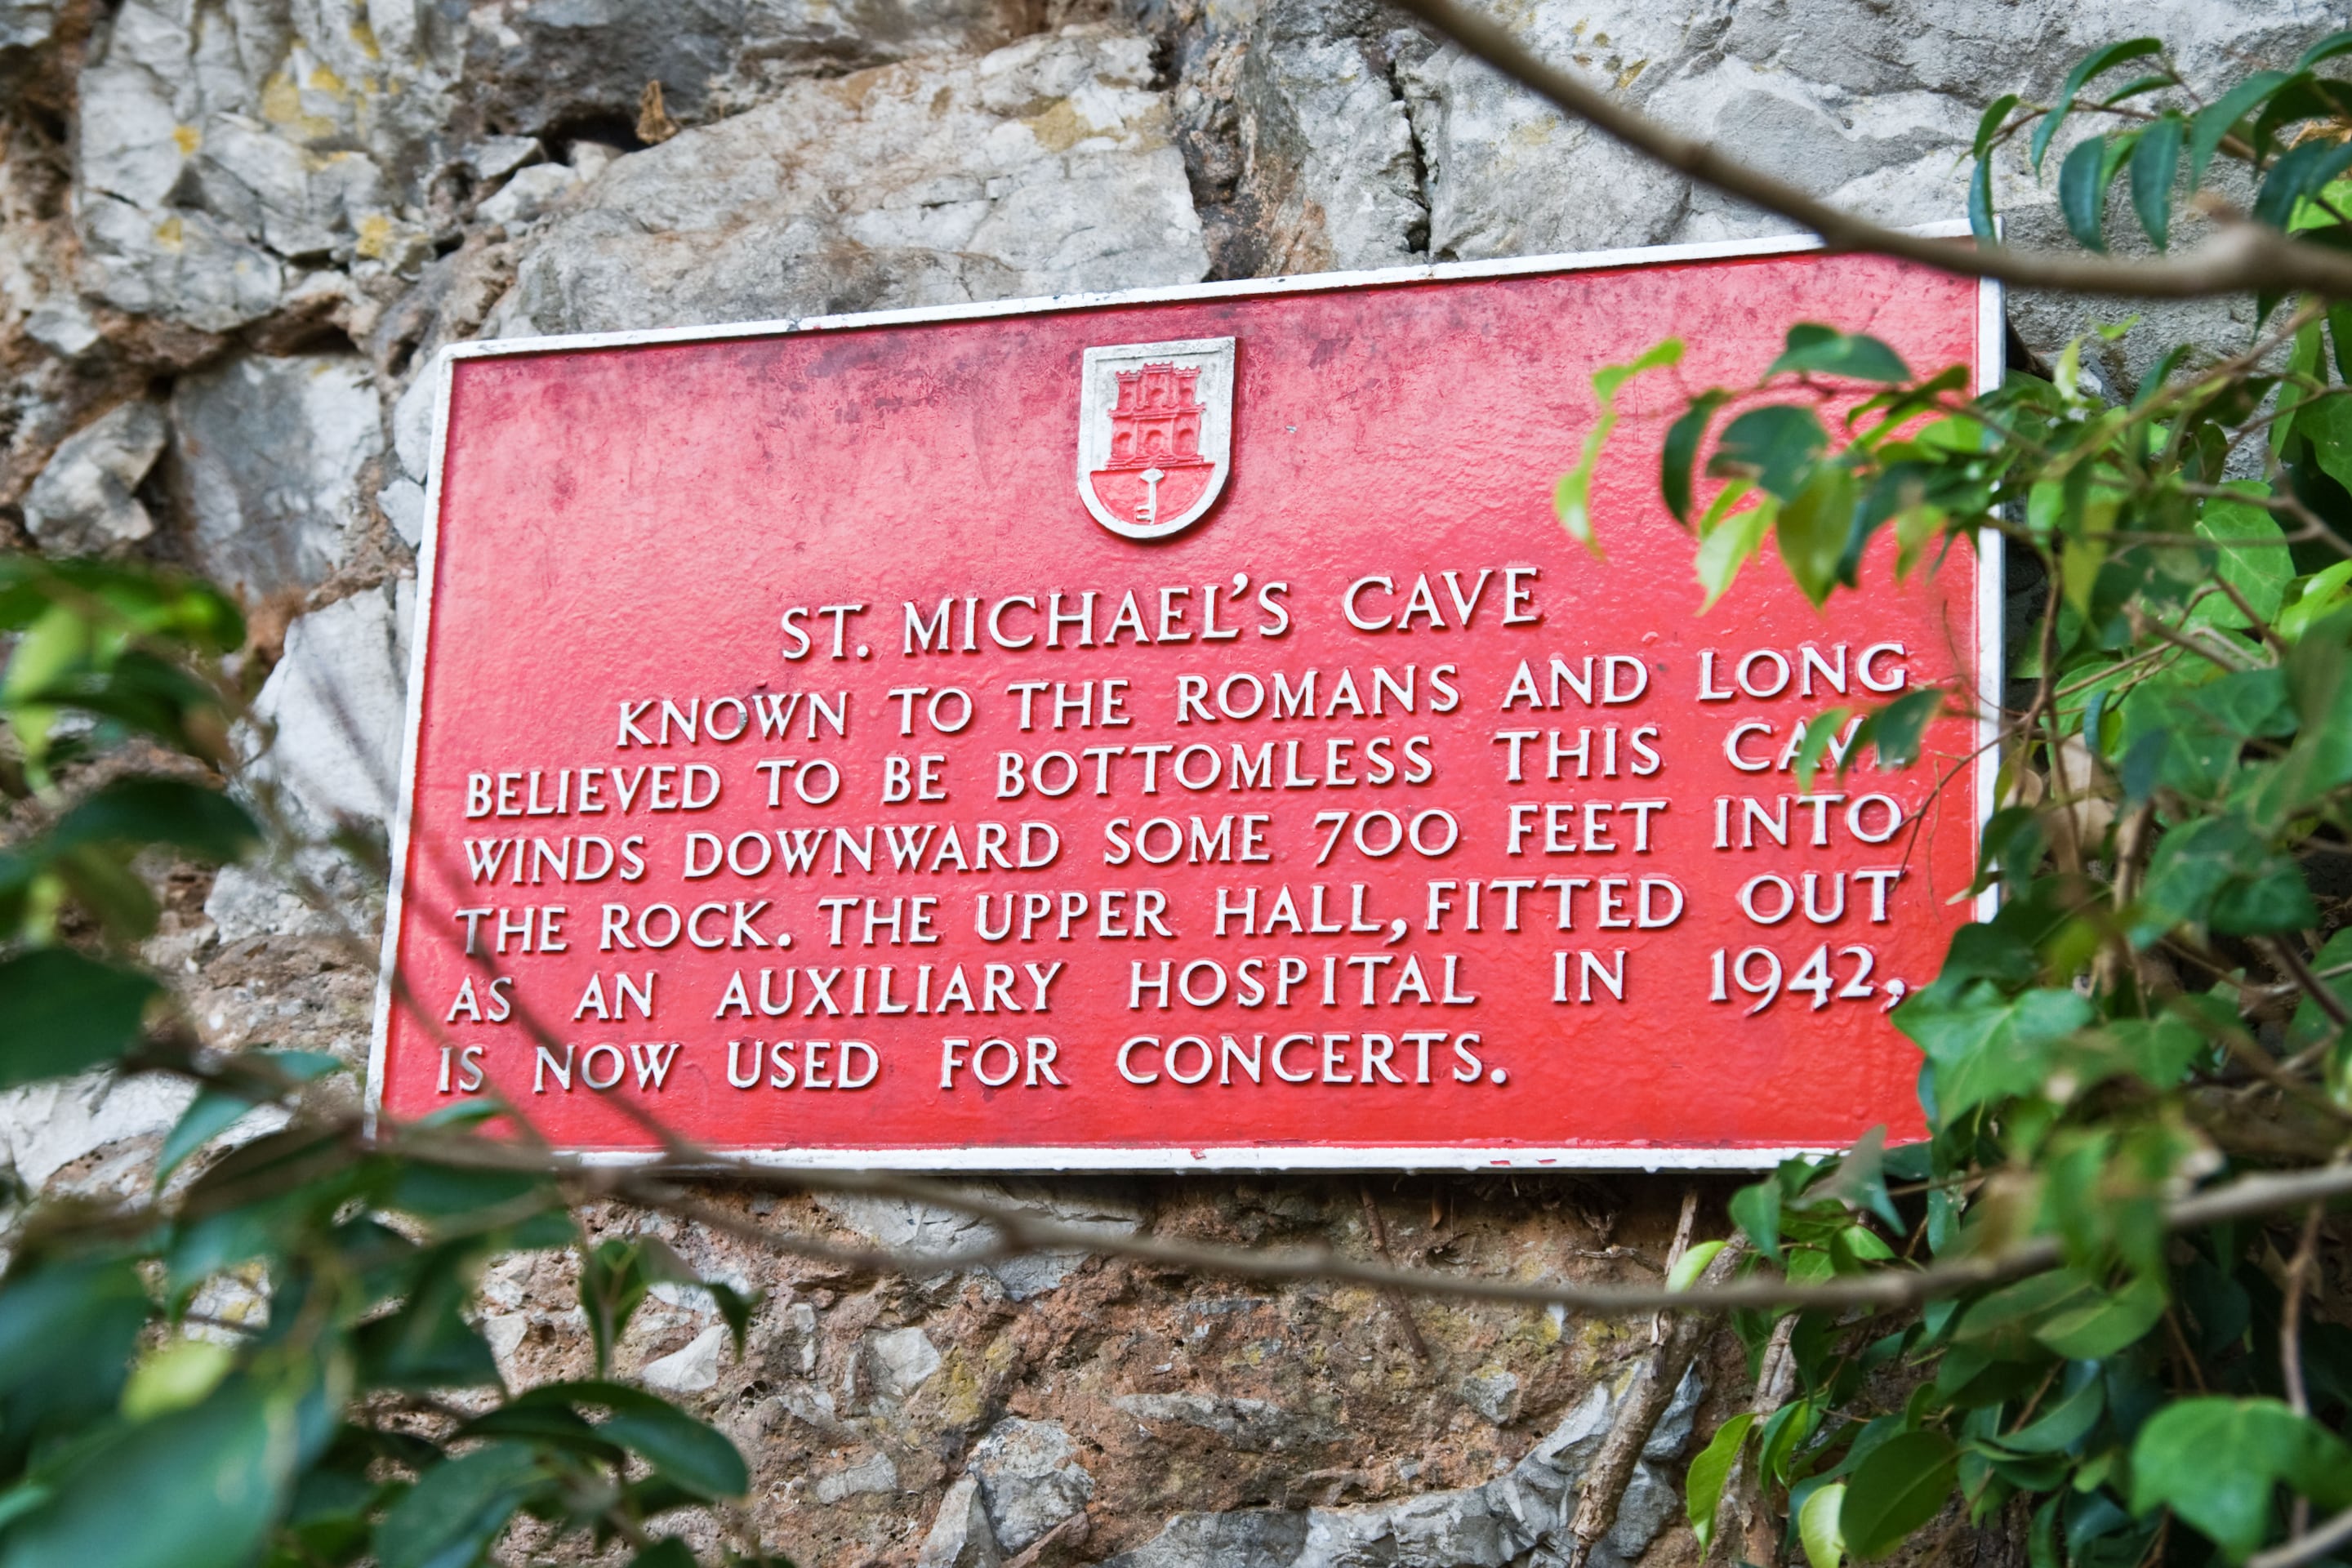 ST. MICHAEL'S CAVE
KNOWN TO THE ROMANS AND LONG
BELIEVED TO BE BOTTOMLESS THIS CAVE
WINDS DOWNWARD SOME 700 FEET INTO
THE ROCK. THE UPPER HALL, FITTED OUT
AS AN AUXILIARY HOSPITAL IN 1942,
IS NOW USED FOR CONCERTS.